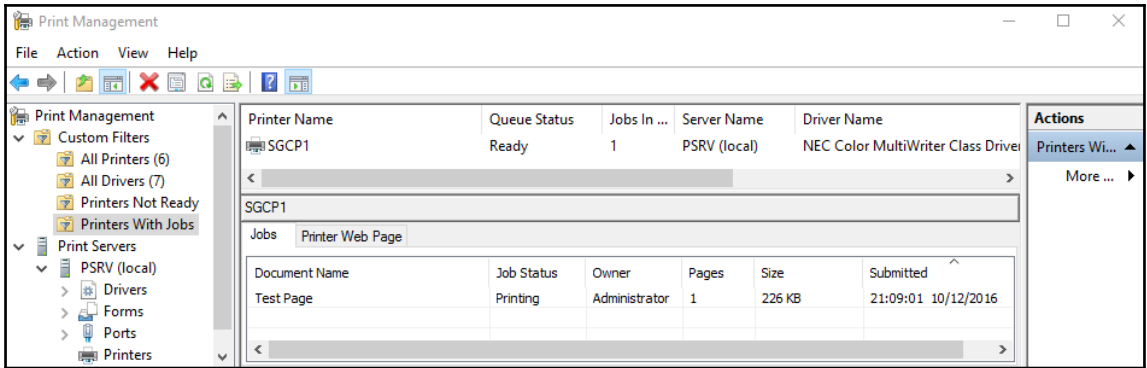 Print Management
File Action View Help
Print Management
Custom Filters
All Printers (6)
All Drivers (7)
Printers Not Ready
Printers With Jobs
Print Servers
PSRV (local)
Drivers
Forms
Ports
Printers
Printer Name Queue Status Jobs In ... Server Name Driver Name
SGCP1 Ready 1 PSRV (local) NEC Color MultiWriter Class Driver
SGCP1
Jobs Printer Web Page
Document Name Job Status Owner Pages Size Submitted
Test Page Printing Administrator 1 226 KB 21:09:01 10/12/2016
Actions
Printers Wi...
More ...